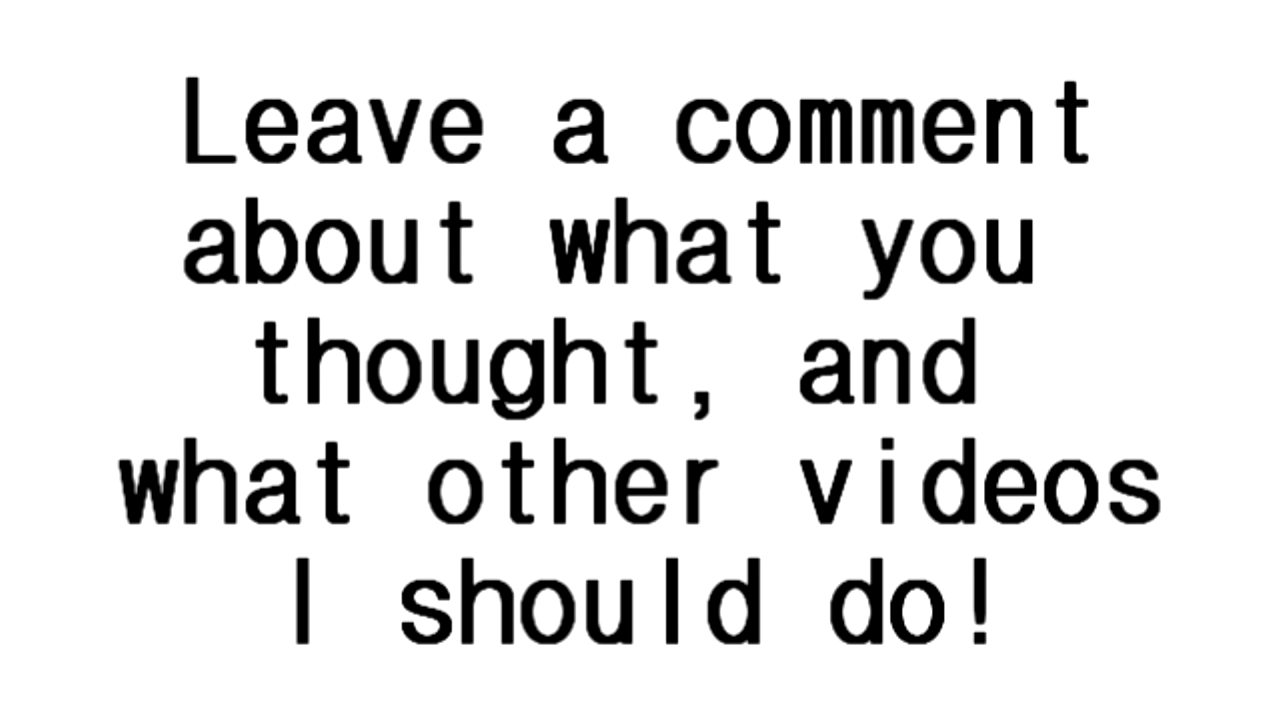 Leave a comment
about what you
thought, and
what other videos
I should do!